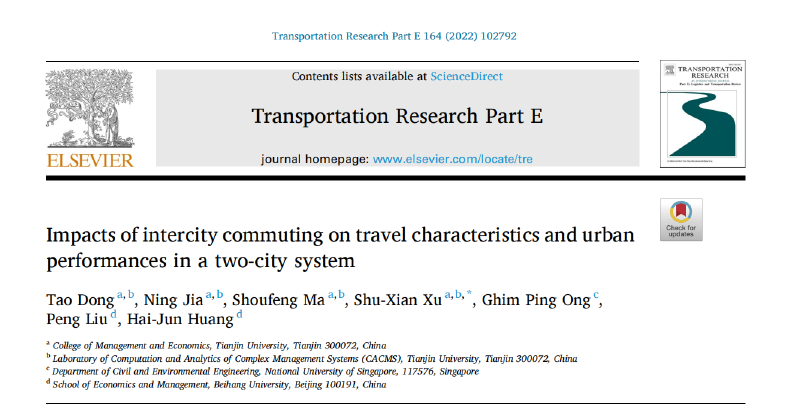 Transportation Research Part E 164 (2022) 102792
Contents lists available at ScienceDirect
Transportation Research Part E
journal homepage: www.elsevier.com/locate/tre
ELSEVIER
TRANSPORTATION
RESEARCH
Check for
updates
Impacts of intercity commuting on travel characteristics and urban
performances in a two-city system
Tao Dong a, b, Ning Jia a, b, Shoufeng Ma a, b, Shu-Xian Xu a, b, *, Ghim Ping Ong c,
Peng Liu d, Hai-Jun Huang d
a College of Management and Economics, Tianjin University, Tianjin 300072, China
b Laboratory of Computation and Analytics of Complex Management Systems (CACMS), Tianjin University, Tianjin 300072, China
c Department of Civil and Environmental Engineering, National University of Singapore, 117576, Singapore
d School of Economics and Management, Beihang University, Beijing 100191, China